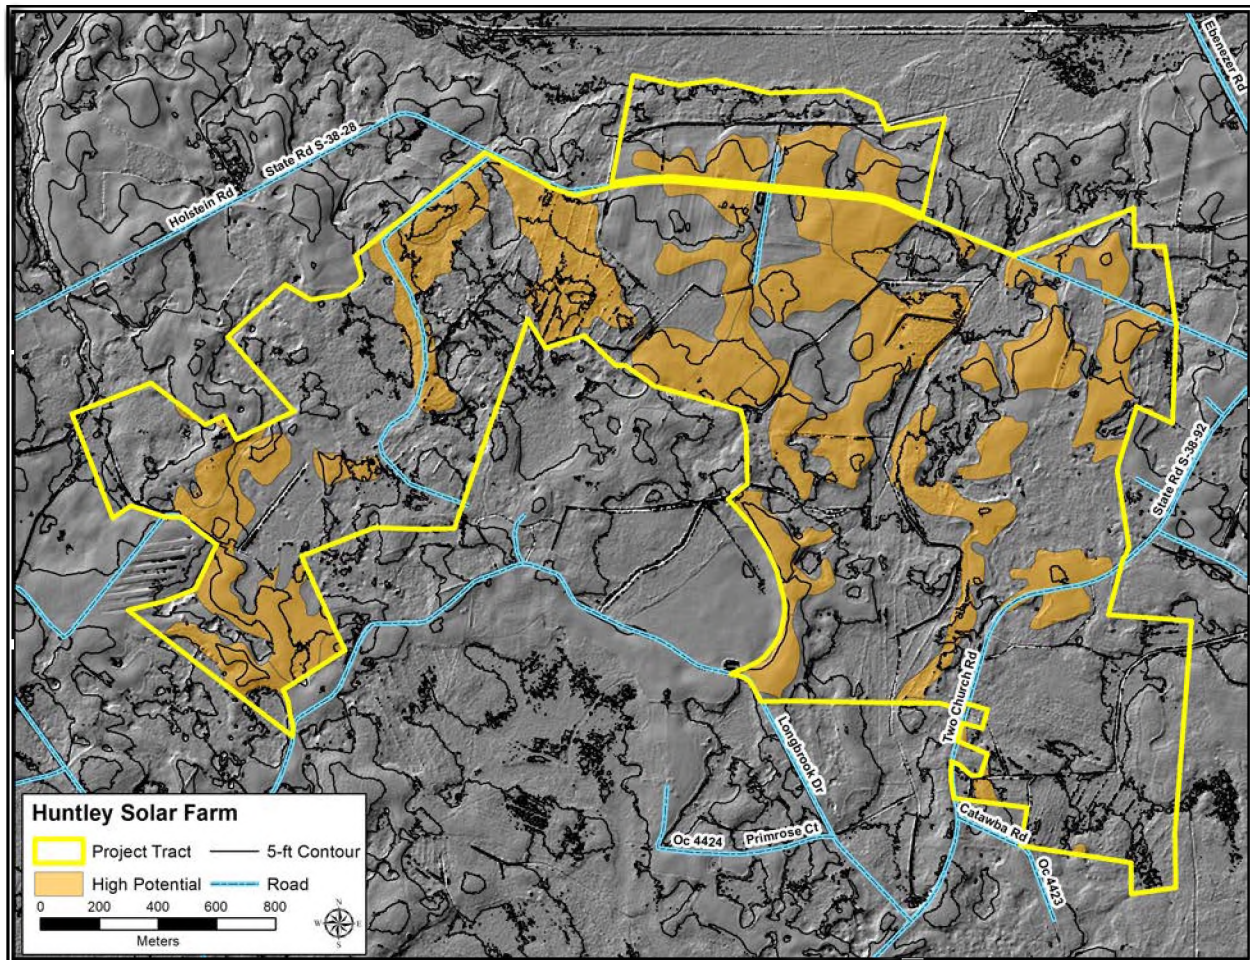 Ebenezer Rd
State Rd S-38-28
Holstein Rd
State Rd S-38-92
Two Church Rd
Longbrook Dr
Catawba Rd
Oc 4424
Primrose Ct
Oc 4423
Huntley Solar Farm
Project Tract
5-ft Contour
High Potential
Road
0 200 400 600 800
Meters
N
W E
S